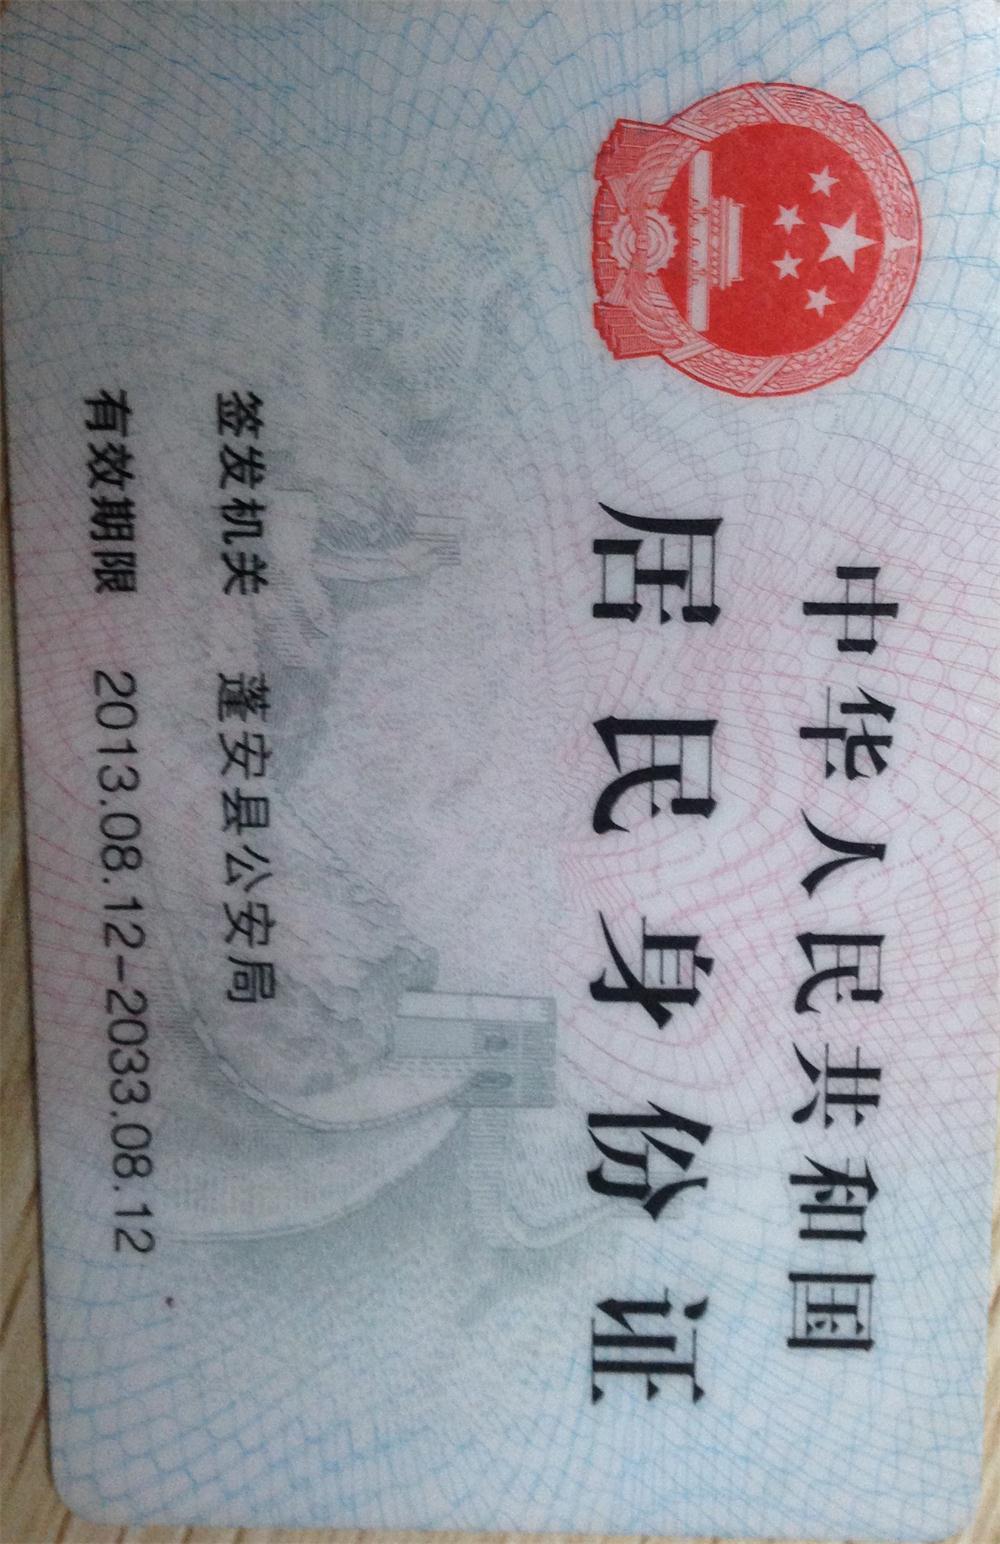 中华人民共和国
居民身份证
签发机关 蓬安县公安局
有效期限 2013.08.12-2033.08.12